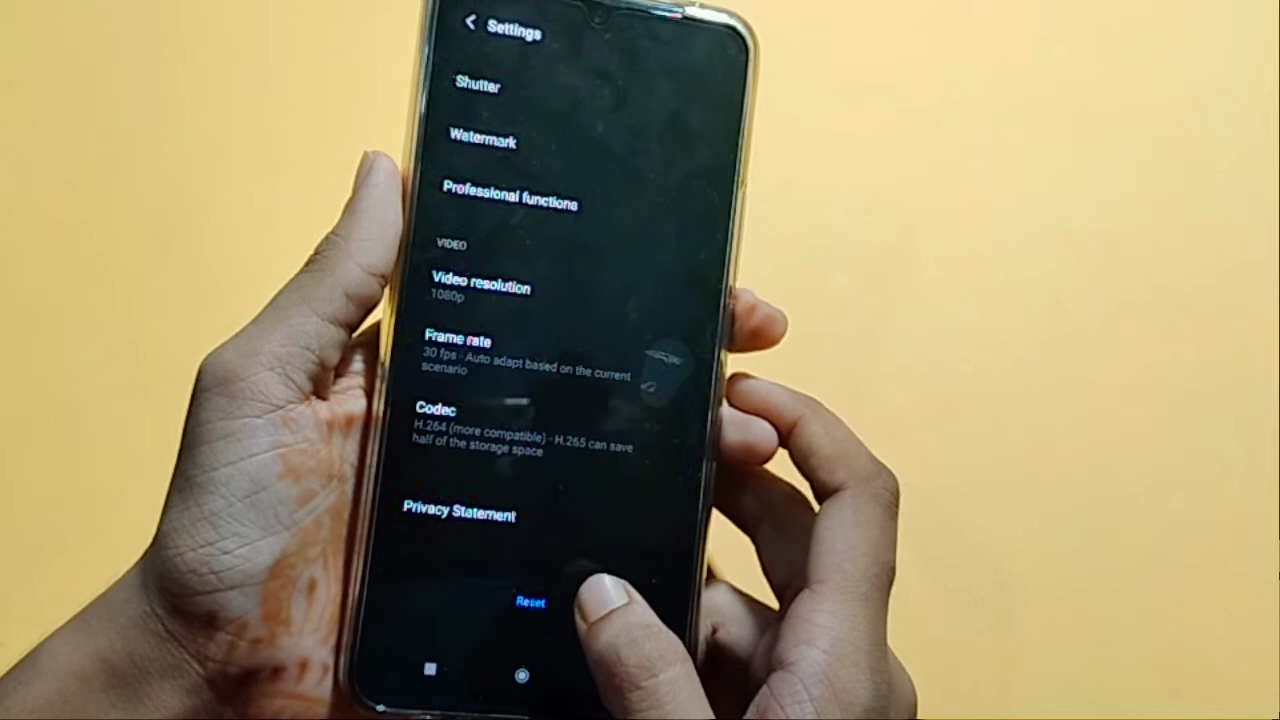 Settings
Shutter
Watermark
Professional functions
VIDEO
Video resolution
1080p
Frame rate
30 fps - Auto adapt based on the current
scenario
Codec
H.264 (more compatible) - H.265 can save
half of the storage space
Privacy Statement
Reset